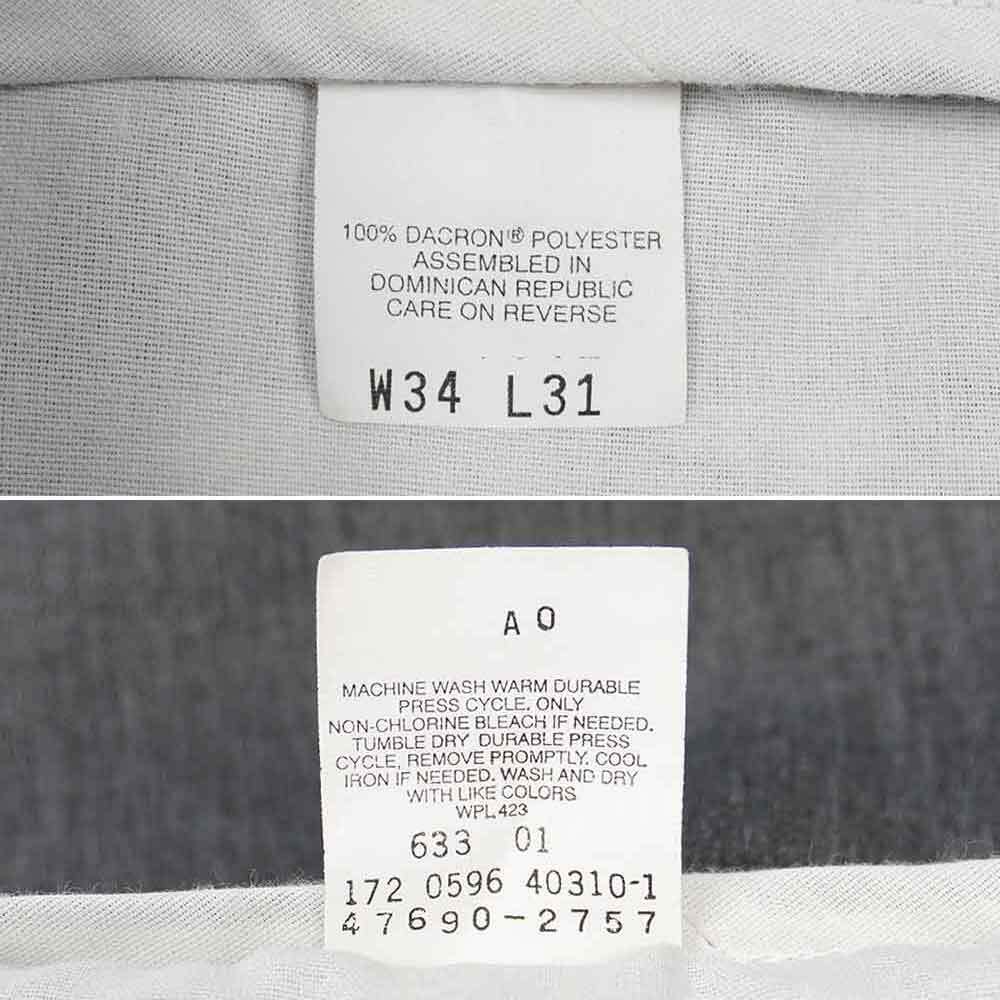 100% DACRON® POLYESTER
ASSEMBLED IN
DOMINICAN REPUBLIC
CARE ON REVERSE
W34 L31
A O
MACHINE WASH WARM DURABLE
PRESS CYCLE. ONLY
NON-CHLORINE BLEACH IF NEEDED.
TUMBLE DRY DURABLE PRESS
CYCLE, REMOVE PROMPTLY. COOL
IRON IF NEEDED. WASH AND DRY
WITH LIKE COLORS
WPL 423
633 01
172 0596 40310-1
47690-2757